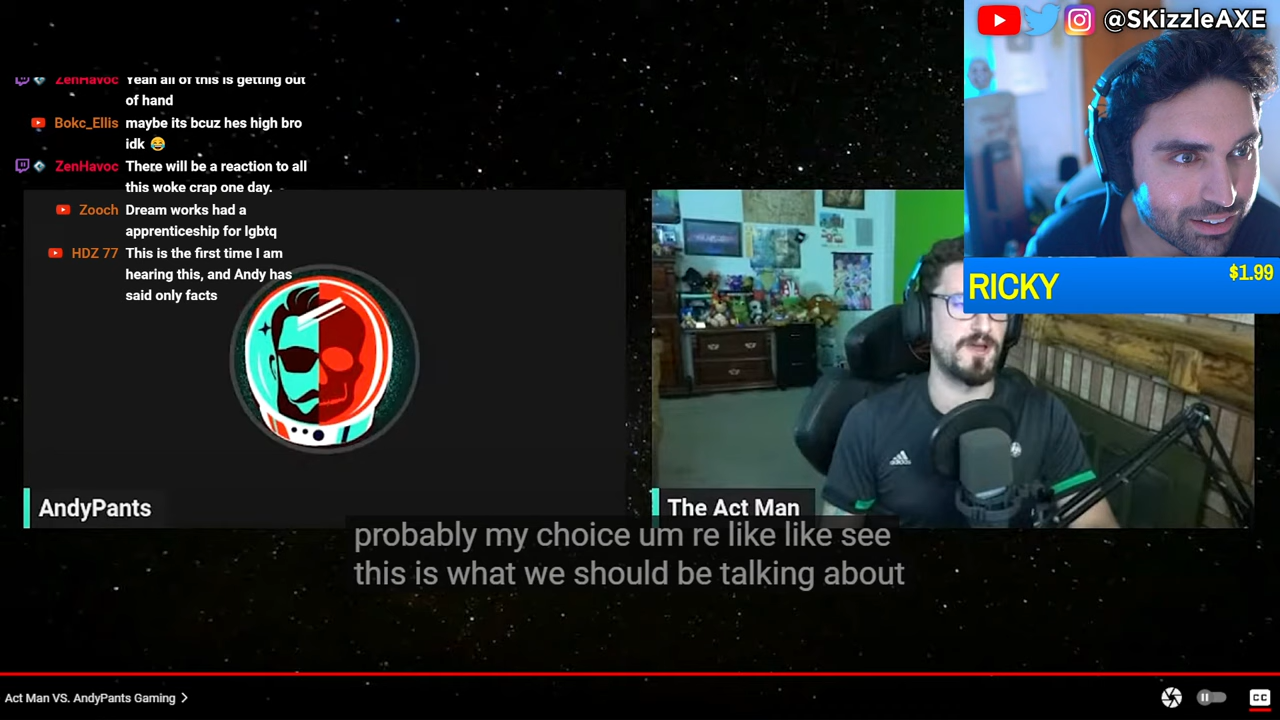 @SKizzleAXE
ZenHavoc Yeah all of this is getting out
of hand
Bokc_Ellis maybe its bcuz hes high bro
idk 😂
ZenHavoc There will be a reaction to all
this woke crap one day.
Zooch Dream works had a
apprenticeship for lgbtq
HDZ 77 This is the first time I am
hearing this, and Andy has
said only facts
RICKY $1.99
AndyPants
The Act Man
probably my choice um re like like see
this is what we should be talking about
Act Man VS. AndyPants Gaming
CC